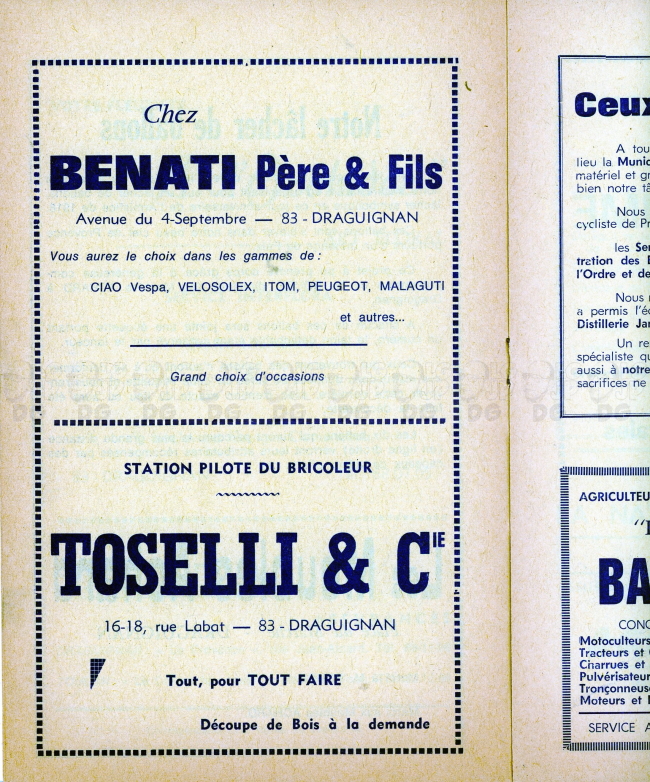 Chez
BENATI Père & Fils
Avenue du 4-Septembre — 83 - DRAGUIGNAN
Vous aurez le choix dans les gammes de :
CIAO Vespa, VELOSOLEX, ITOM, PEUGEOT, MALAGUTI
et autres...
Grand choix d'occasions
STATION PILOTE DU BRICOLEUR
TOSELLI & CIE
16-18, rue Labat — 83 - DRAGUIGNAN
Tout, pour TOUT FAIRE
Découpe de Bois à la demande
Ceux
A tou
lieu la Munic
matériel et gr
bien notre tâ
Nous
cycliste de Pr
les Ser
tration des E
l'Ordre et de
Nous
a permis l'éc
Distillerie Jar
Un re
spécialiste qu
aussi à notre
sacrifices ne
AGRICULTEU
BA
CONC
Motoculteurs
Tracteurs et
Charrues et
Pulvérisateur
Tronçonneuse
Moteurs et
SERVICE A